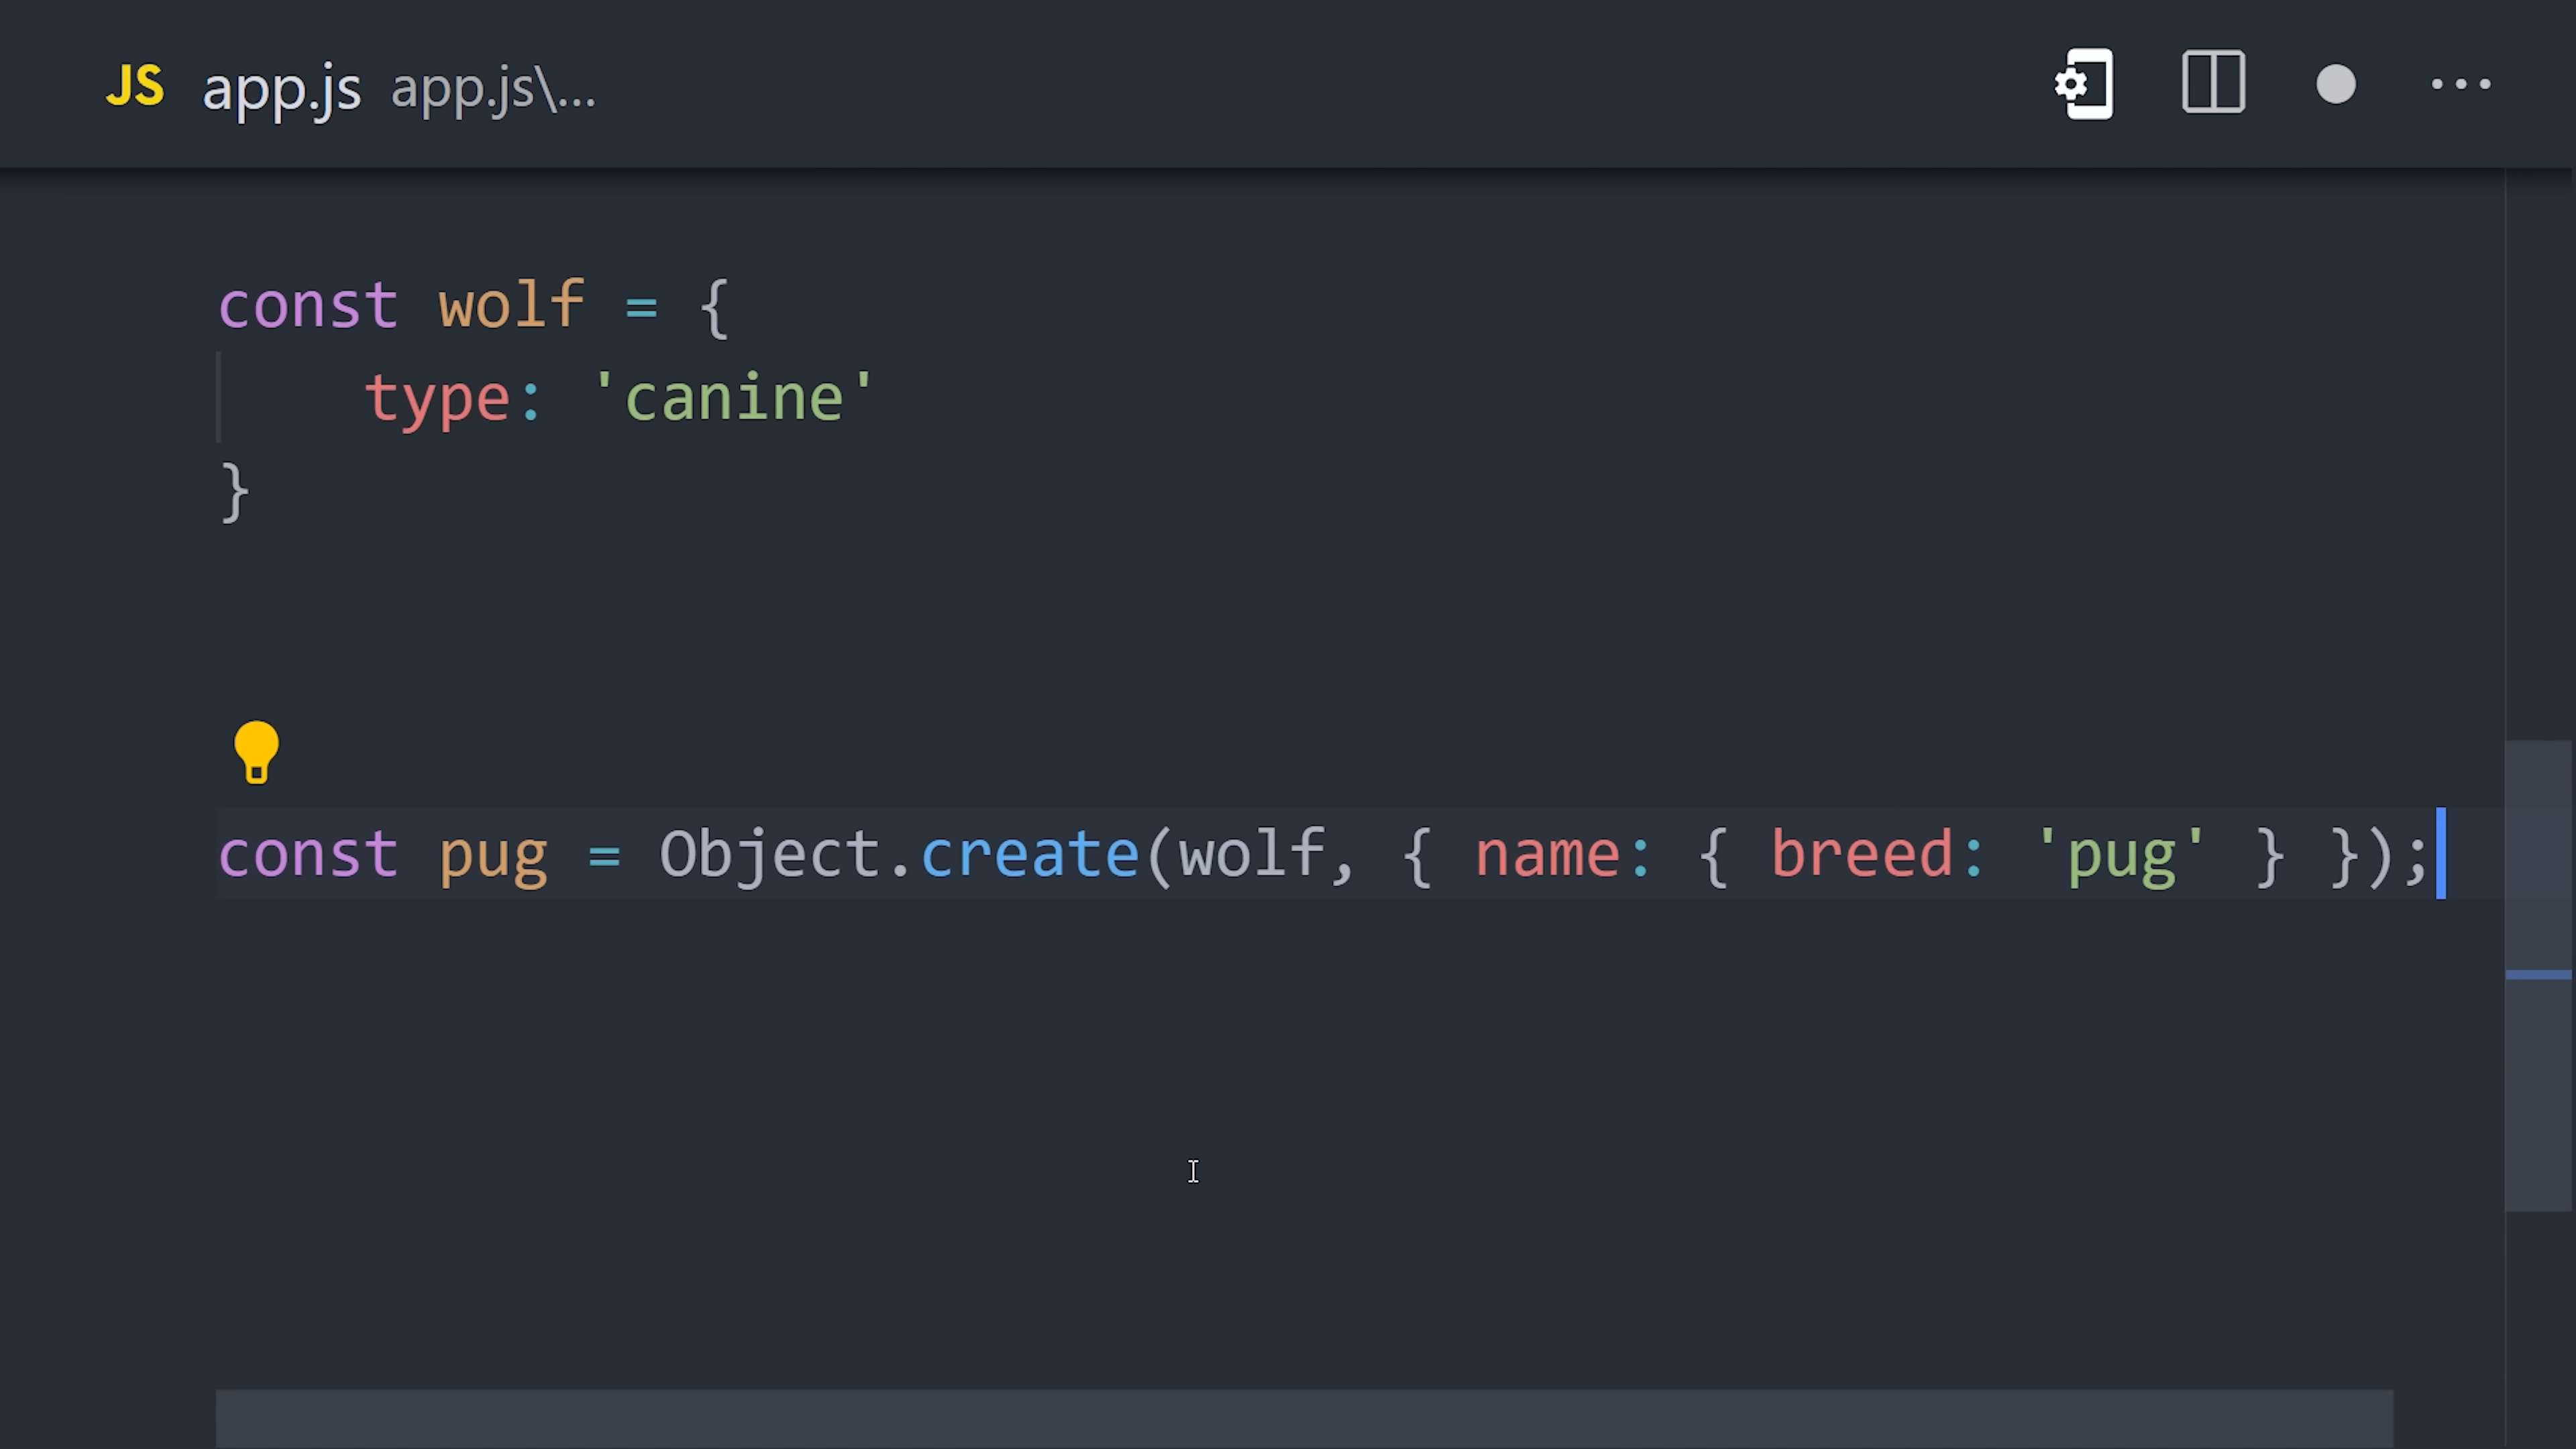 JS app.js app.js\...
const wolf = {
type: 'canine'
}
const pug = Object.create(wolf, { name: { breed: 'pug' } });